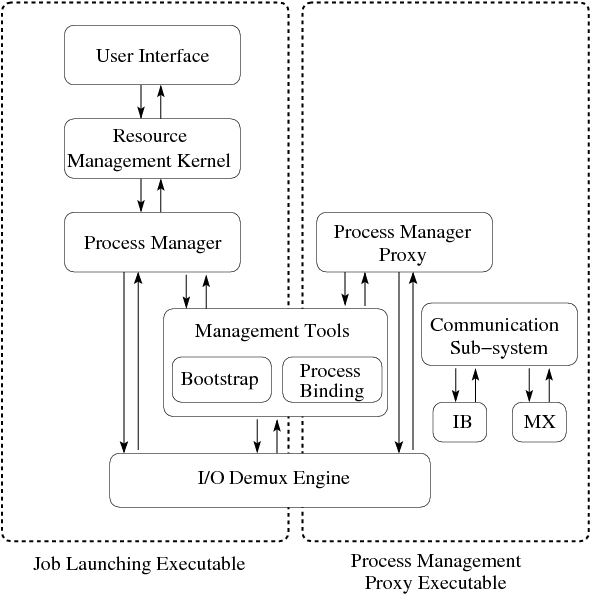 User Interface
Resource
Management Kernel
Process Manager
Process Manager
Proxy
Management Tools
Bootstrap
Process
Binding
Communication
Sub−system
IB
MX
I/O Demux Engine
Job Launching Executable
Process Management
Proxy Executable